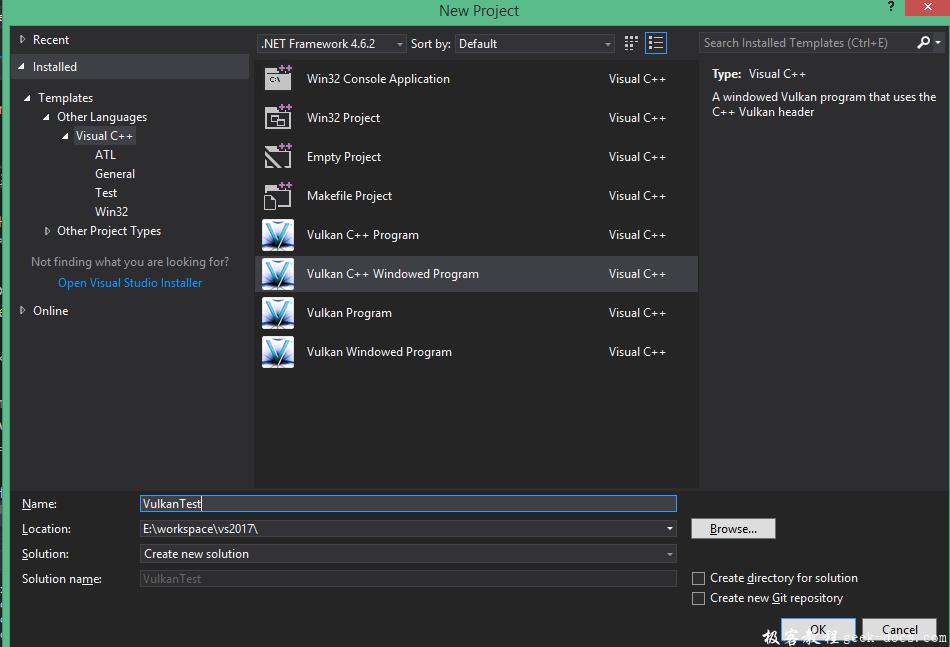 New Project
?
Recent
.NET Framework 4.6.2
Sort by:
Default
Search Installed Templates (Ctrl+E)
Installed
Templates
Other Languages
Visual C++
ATL
General
Test
Win32
Other Project Types
Not finding what you are looking for?
Open Visual Studio Installer
Online
Win32 Console Application Visual C++
Win32 Project Visual C++
Empty Project Visual C++
Makefile Project Visual C++
Vulkan C++ Program Visual C++
Vulkan C++ Windowed Program Visual C++
Vulkan Program Visual C++
Vulkan Windowed Program Visual C++
Type: Visual C++
A windowed Vulkan program that uses the
C++ Vulkan header
Name: VulkanTest
Location: E:\workspace\vs2017\
Browse...
Solution: Create new solution
Solution name: VulkanTest
Create directory for solution
Create new Git repository
OK
Cancel
极客教程 geek-docs.com